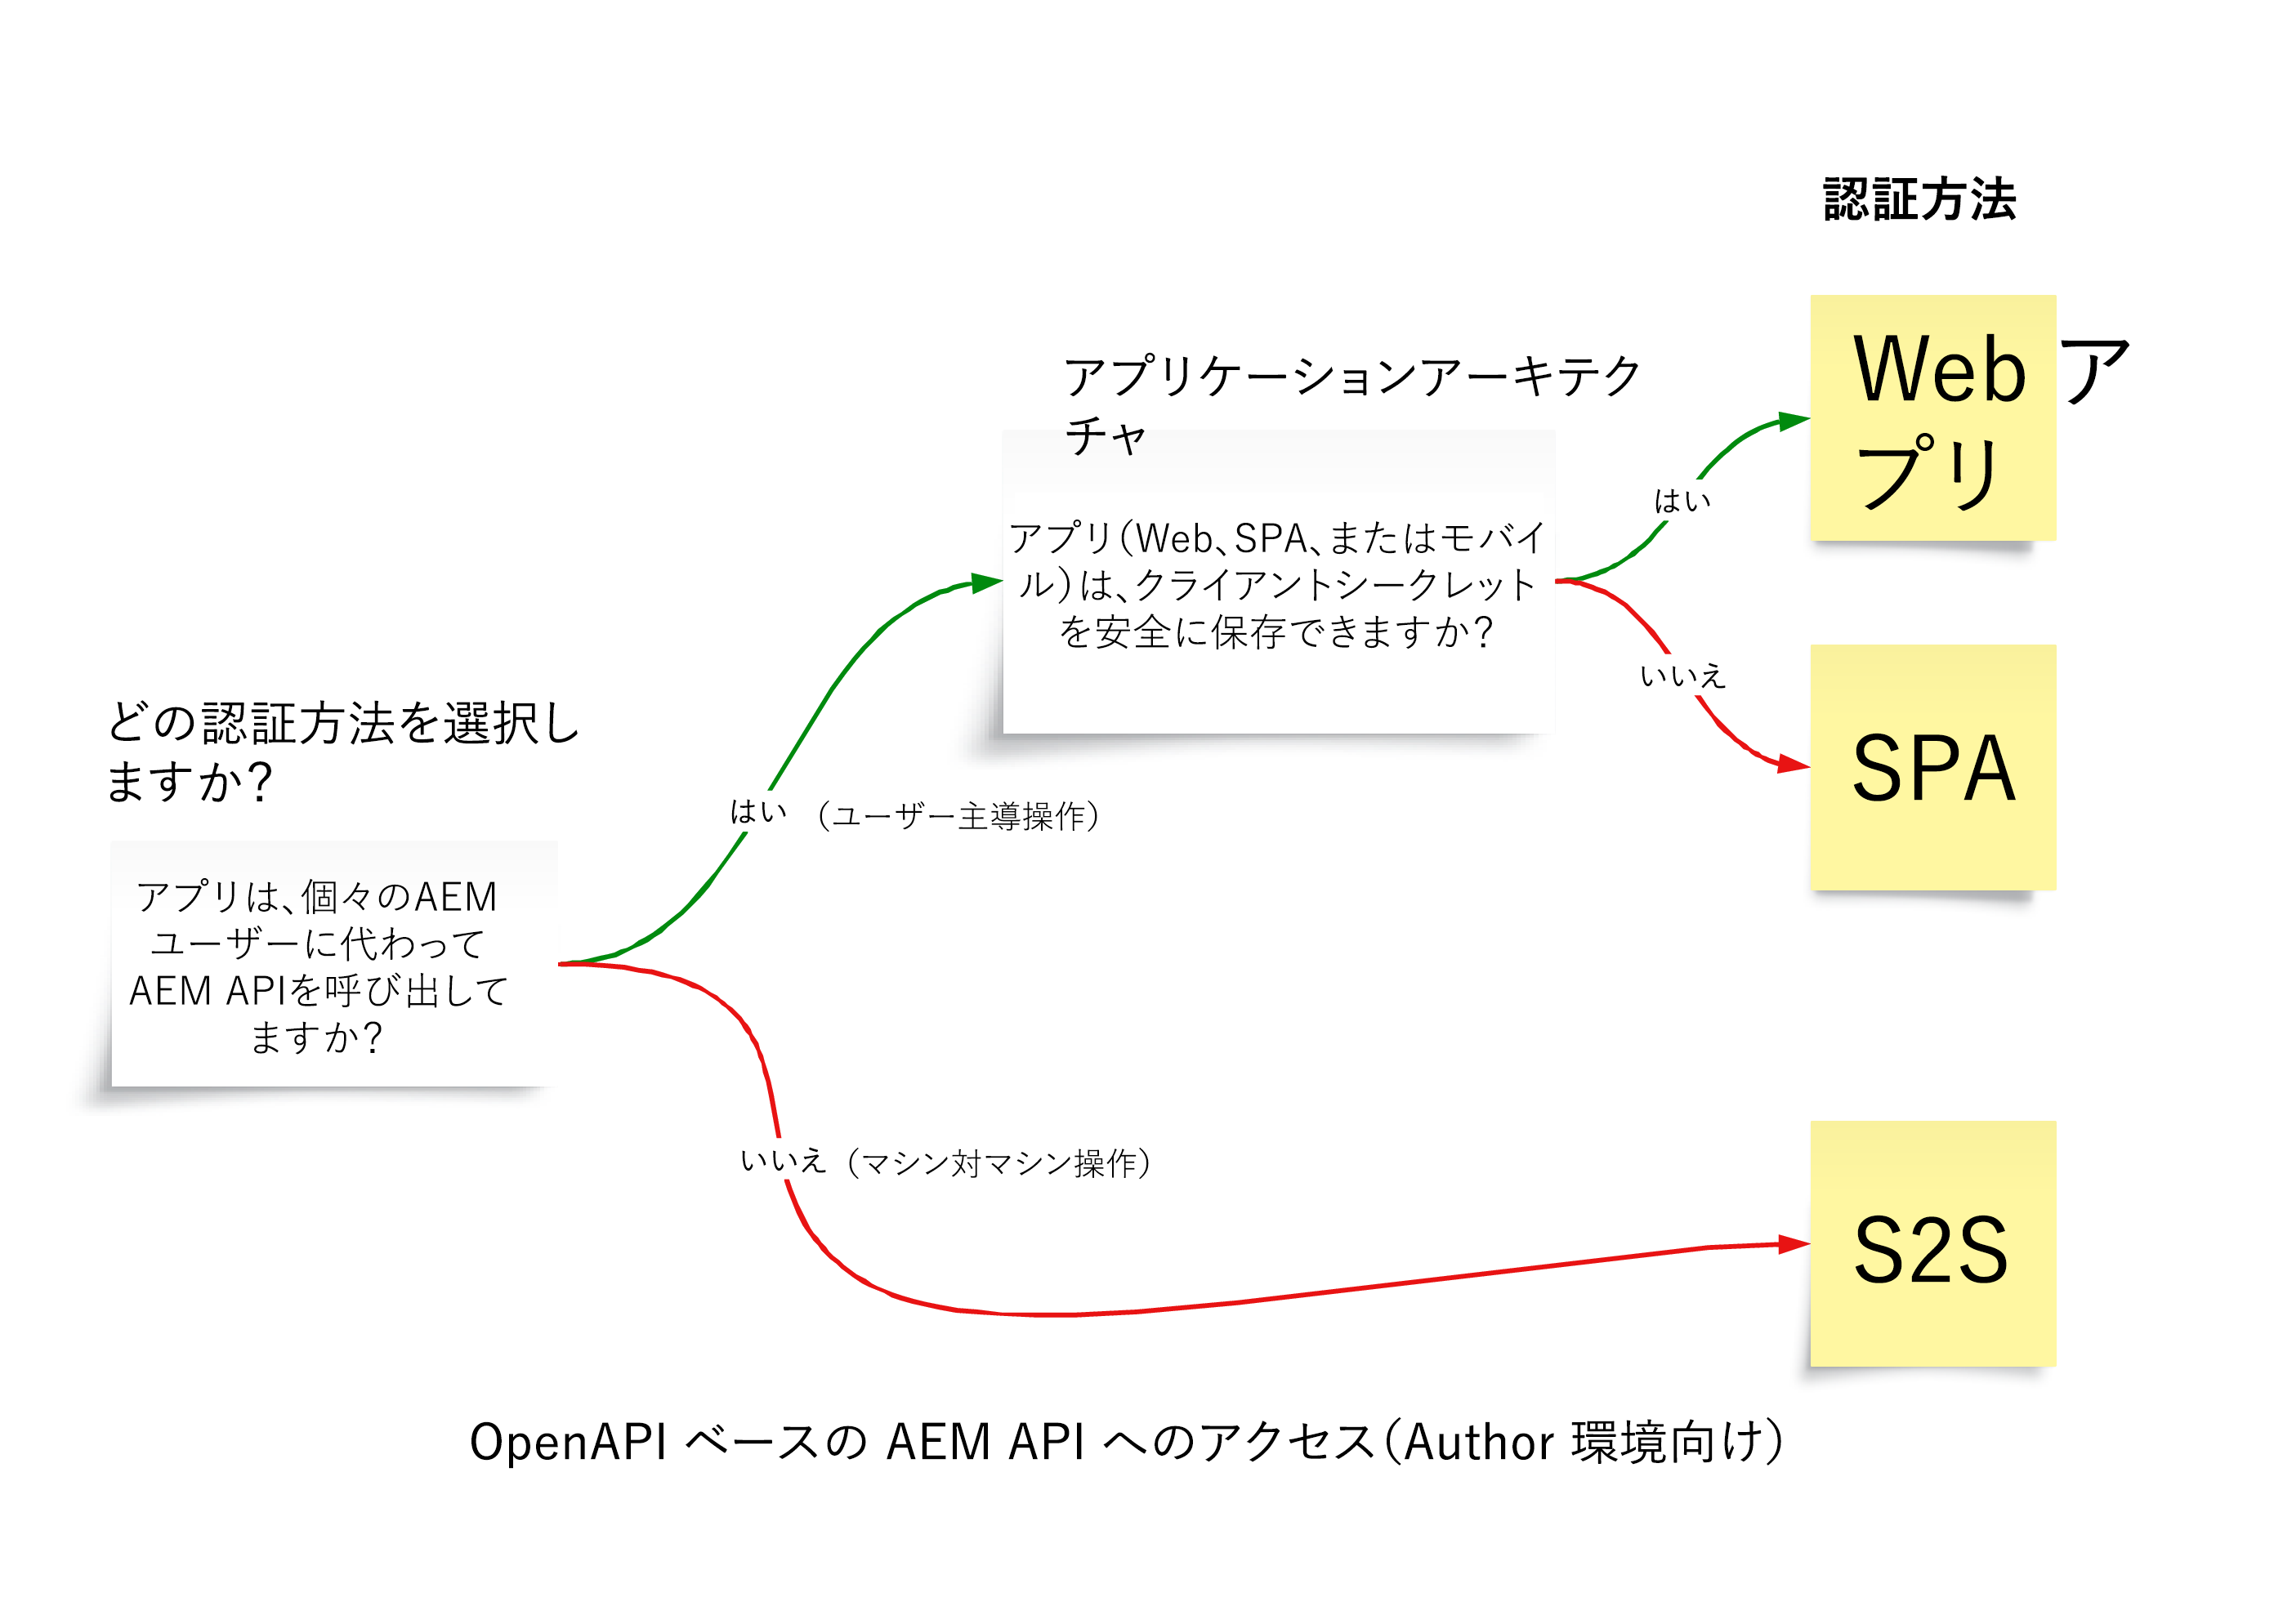 認証方法
Web ア
プリ
アプリケーションアーキテク
チャ
はい
アプリ(Web、SPA、またはモバイ
ル)は、クライアントシークレット
を安全に保存できますか?
いいえ
SPA
どの認証方法を選択し
ますか?
はい (ユーザー主導操作)
アプリは、個々のAEM
ユーザーに代わって
AEM APIを呼び出して
ますか?
いいえ (マシン対マシン操作)
S2S
OpenAPI ベースの AEM API へのアクセス(Author 環境向け)